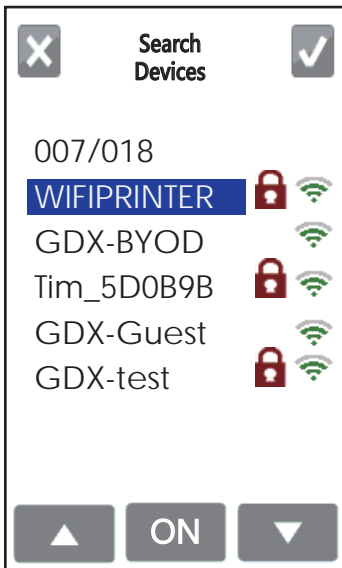 Search
Devices
007/018
WIFIPRINTER
GDX-BYOD
Tim_5D0B9B
GDX-Guest
GDX-test
ON